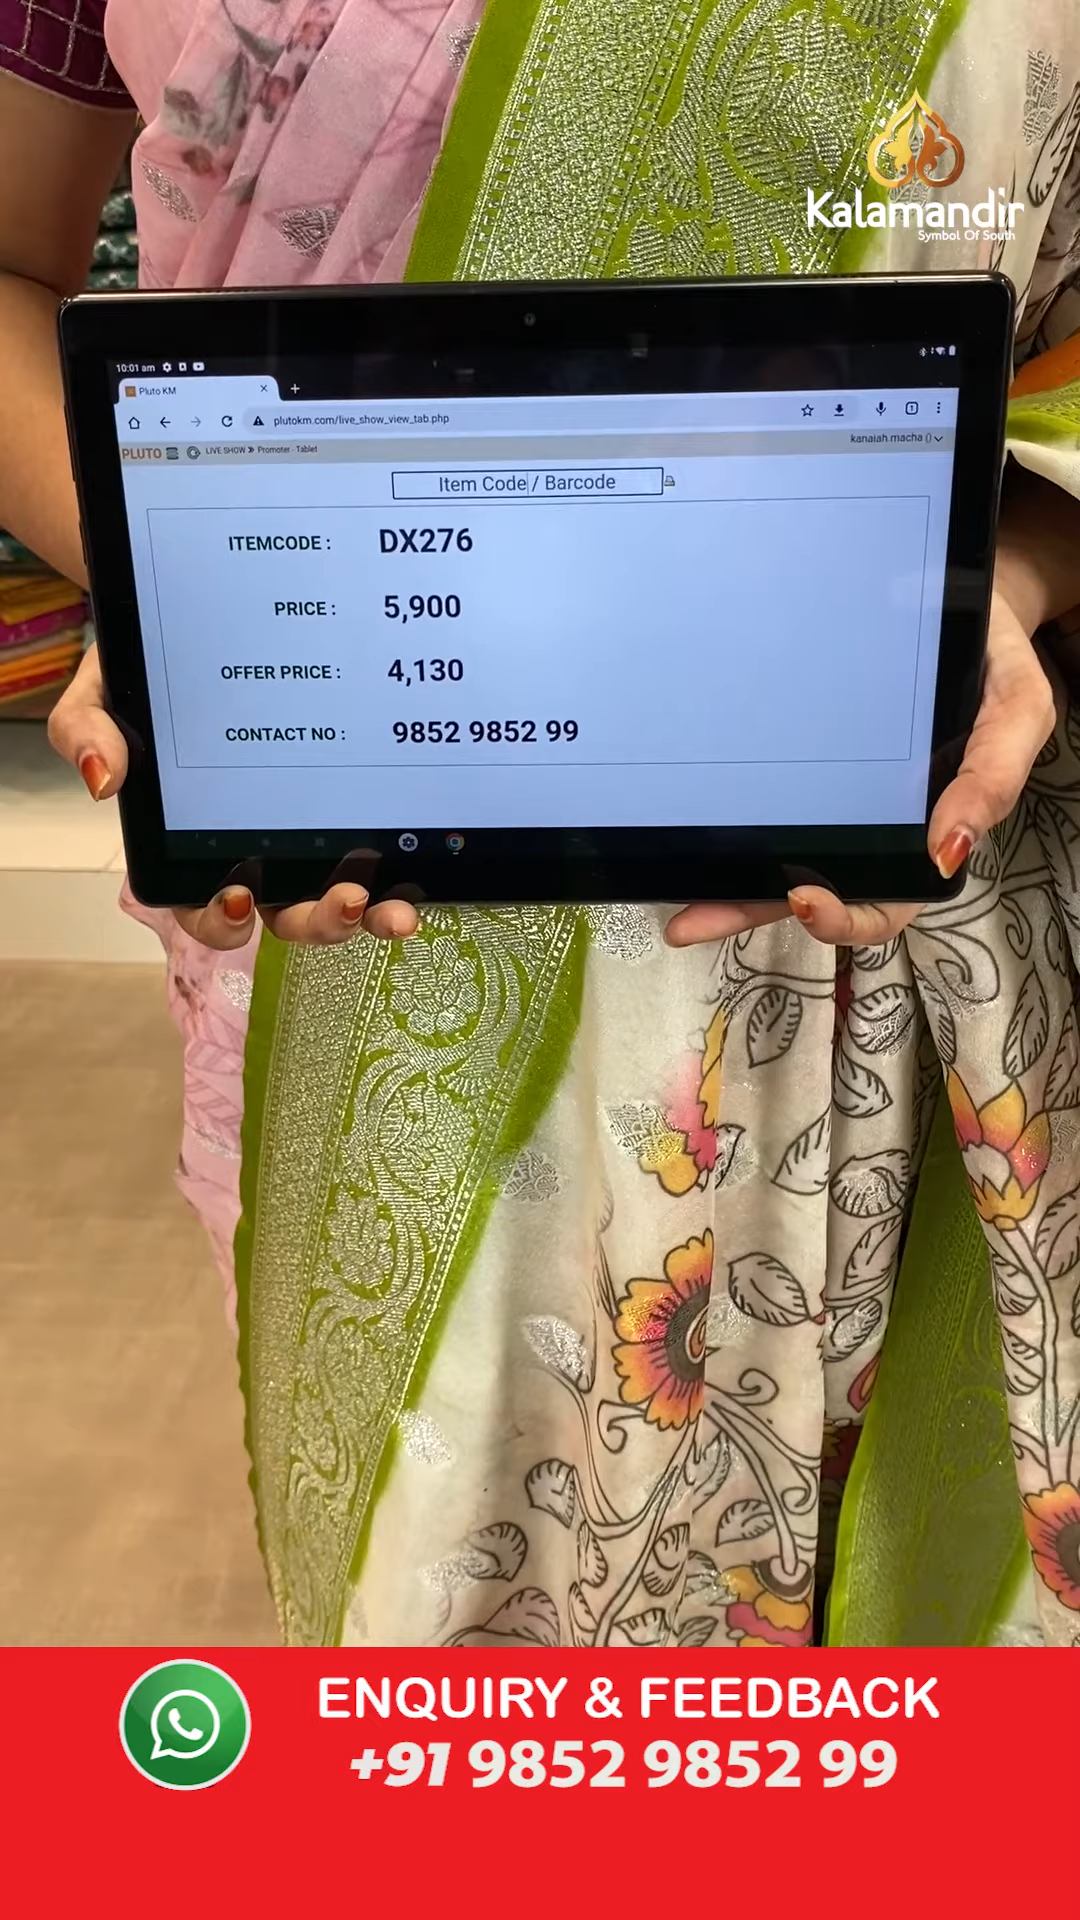 Kalamandir
Symbol Of South
10:01 am
Pluto KM
plutokm.com/live_show_view_tab.php
PLUTO LIVE SHOW » Promoter - Tablet
kanaiah.macha ()
Item Code / Barcode
ITEMCODE : DX276
PRICE : 5,900
OFFER PRICE : 4,130
CONTACT NO : 9852 9852 99
ENQUIRY & FEEDBACK
+91 9852 9852 99